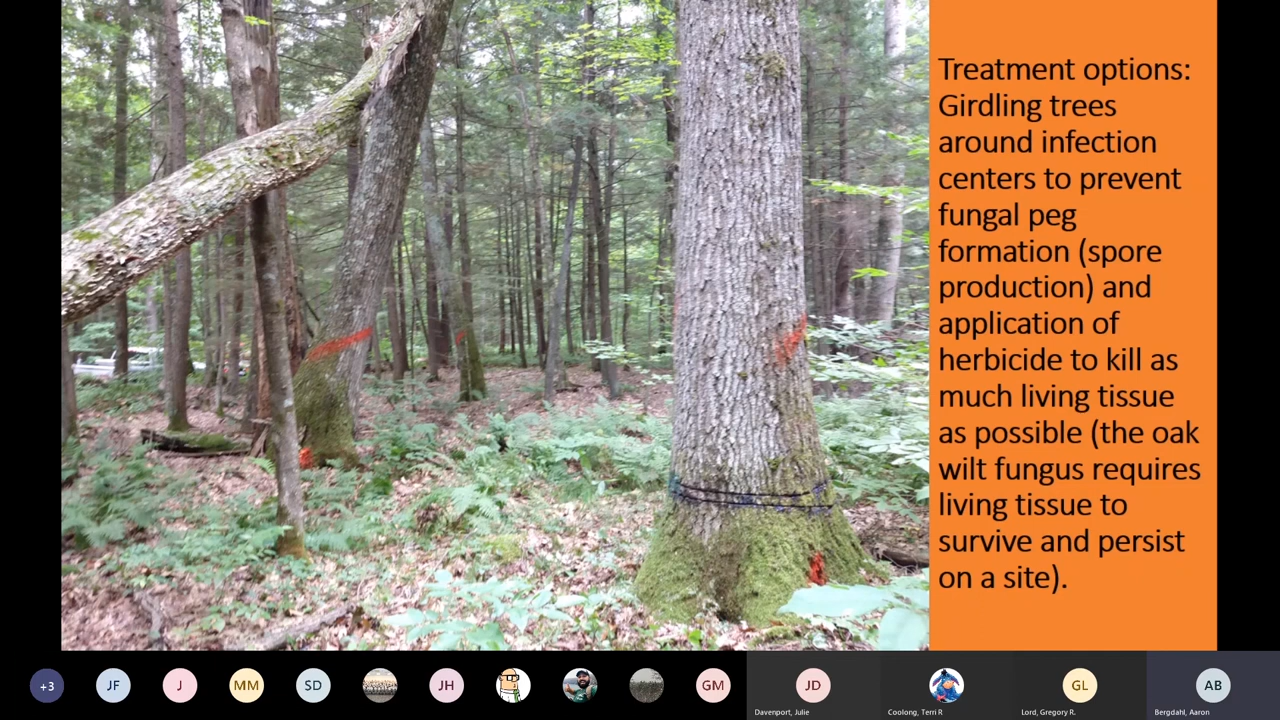 Treatment options:
Girdling trees
around infection
centers to prevent
fungal peg
formation (spore
production) and
application of
herbicide to kill as
much living tissue
as possible (the oak
wilt fungus requires
living tissue to
survive and persist
on a site).
+3
JF
J
MM
SD
JH
GM
JD
GL
AB
Davenport, Julie
Coolong, Terri R
Lord, Gregory R.
Bergdahl, Aaron